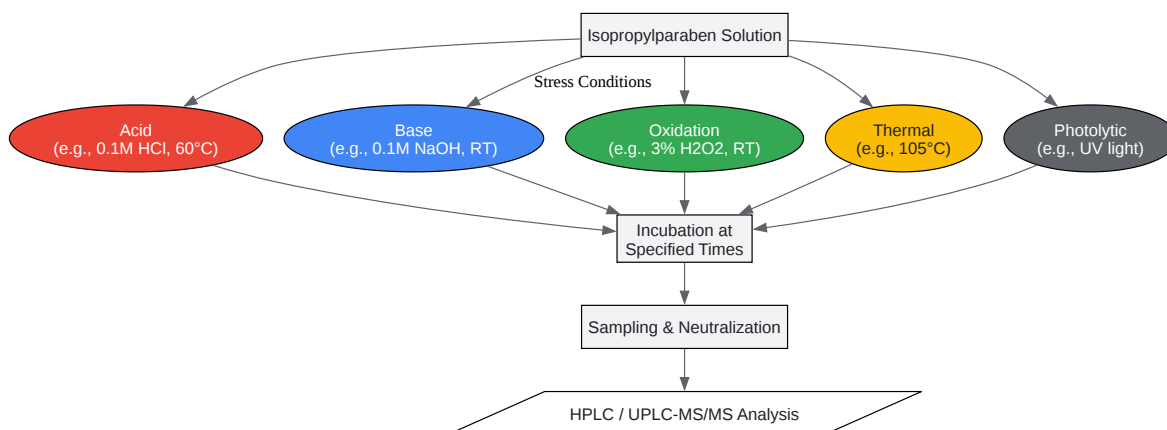 Isopropylparaben Solution
Stress Conditions
Acid
(e.g., 0.1M HCl, 60°C)
Base
(e.g., 0.1M NaOH, RT)
Oxidation
(e.g., 3% H2O2, RT)
Thermal
(e.g., 105°C)
Photolytic
(e.g., UV light)
Incubation at
Specified Times
Sampling & Neutralization
HPLC / UPLC-MS/MS Analysis